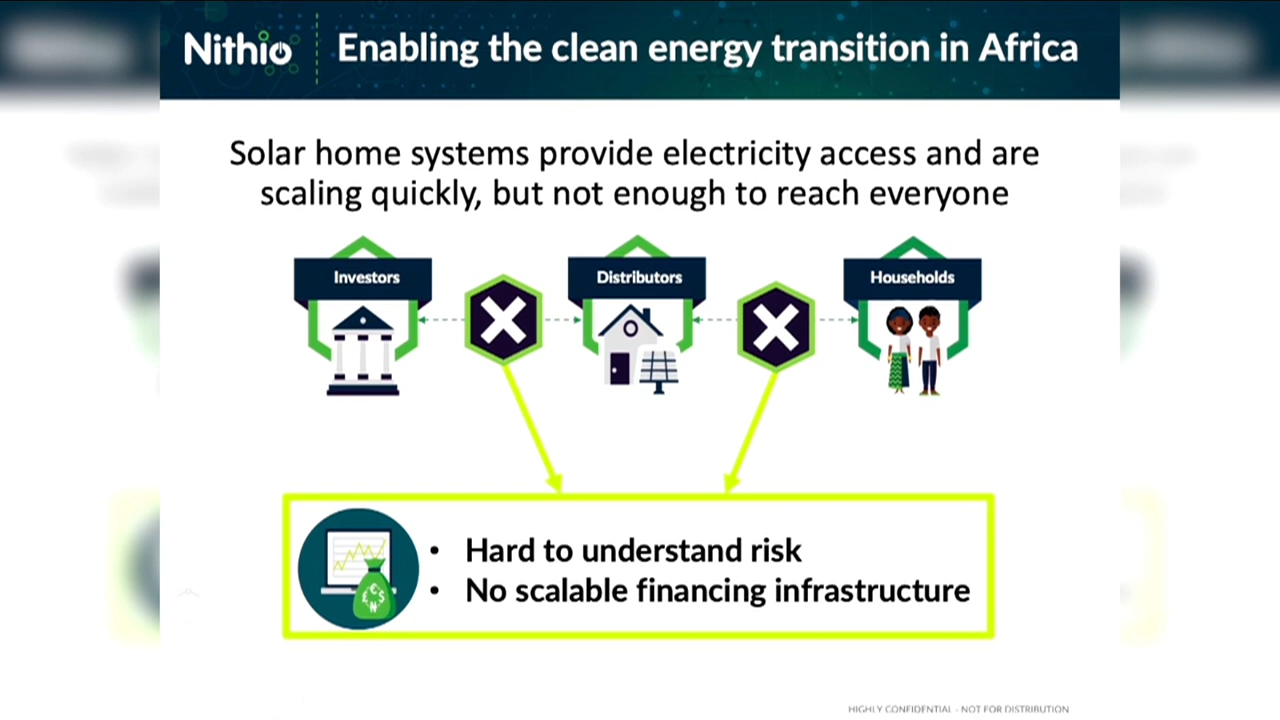 Nithio
Enabling the clean energy transition in Africa
Solar home systems provide electricity access and are
scaling quickly, but not enough to reach everyone
Investors
Distributors
Households
• Hard to understand risk
• No scalable financing infrastructure
€
£ $
N
HIGHLY CONFIDENTIAL - NOT FOR DISTRIBUTION